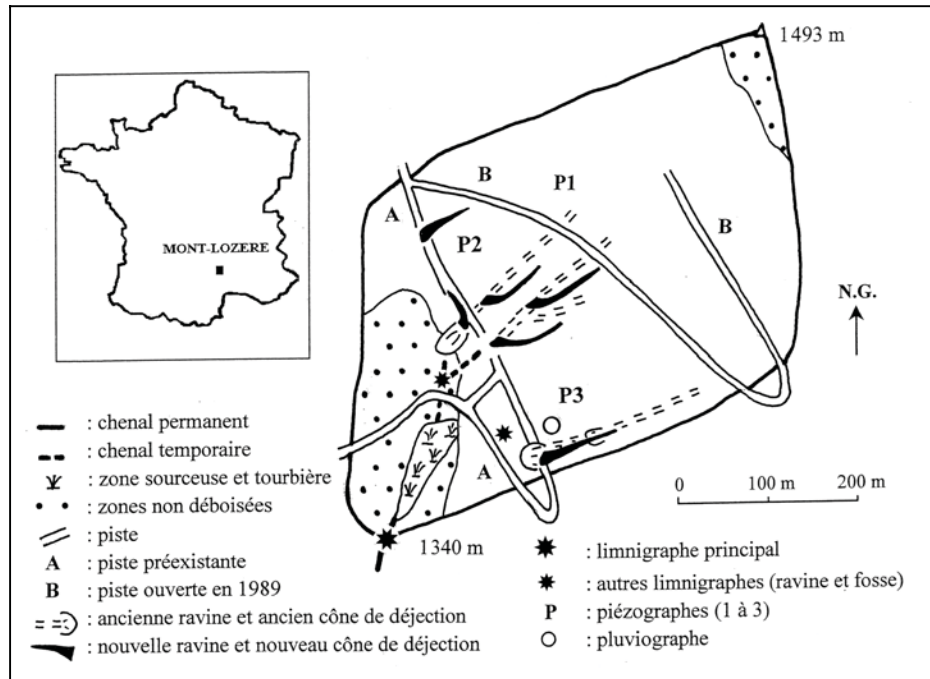 1493 m
MONT-LOZERE
B
P1
A
P2
B
N.G.
P3
A
0 100 m 200 m
1340 m
: chenal permanent
: chenal temporaire
: zone sourceuse et tourbière
: zones non déboisées
: piste
A : piste préexistante
B : piste ouverte en 1989
: ancienne ravine et ancien cône de déjection
: nouvelle ravine et nouveau cône de déjection
: limnigraphe principal
: autres limnigraphes (ravine et fosse)
P : piézographes (1 à 3)
: pluviographe